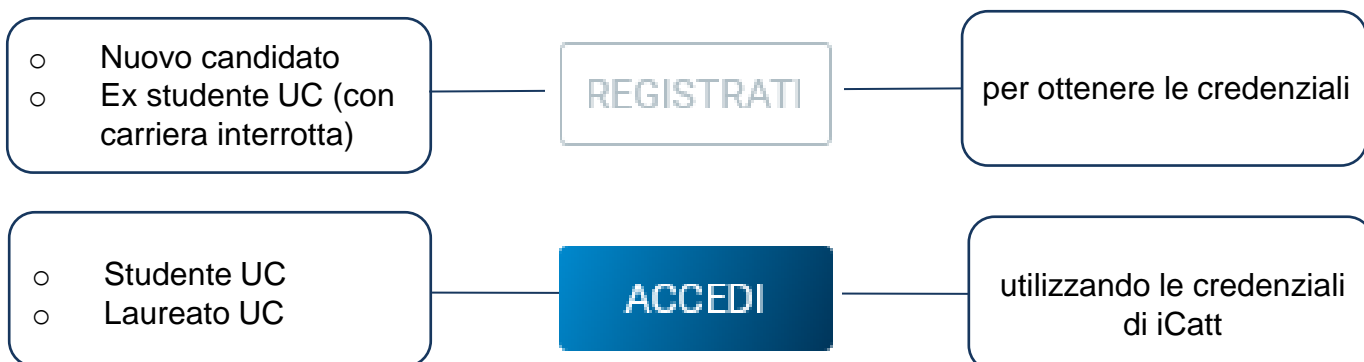 o Nuovo candidato
o Ex studente UC (con
carriera interrotta)
REGISTRATI
per ottenere le credenziali
o Studente UC
o Laureato UC
ACCEDI
utilizzando le credenziali
di iCatt